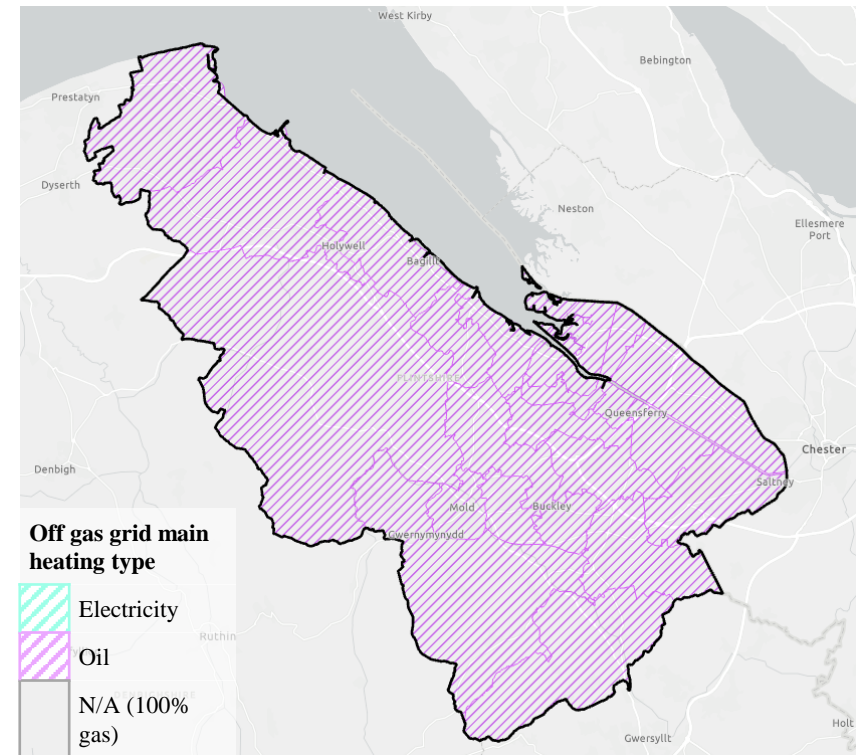 West Kirby
Bebington
Prestatyn
Dyserth
Neston
Ellesmere
Port
Holywell
Bagillt
FLINTSHIRE
Queensferry
Chester
Denbigh
Saltney
Mold
Buckley
Gwernymynydd
Off gas grid main
heating type
Electricity
Ruthin
Oil
DENBIGHSHIRE
N/A (100%
gas)
Gwersyllt
Holt